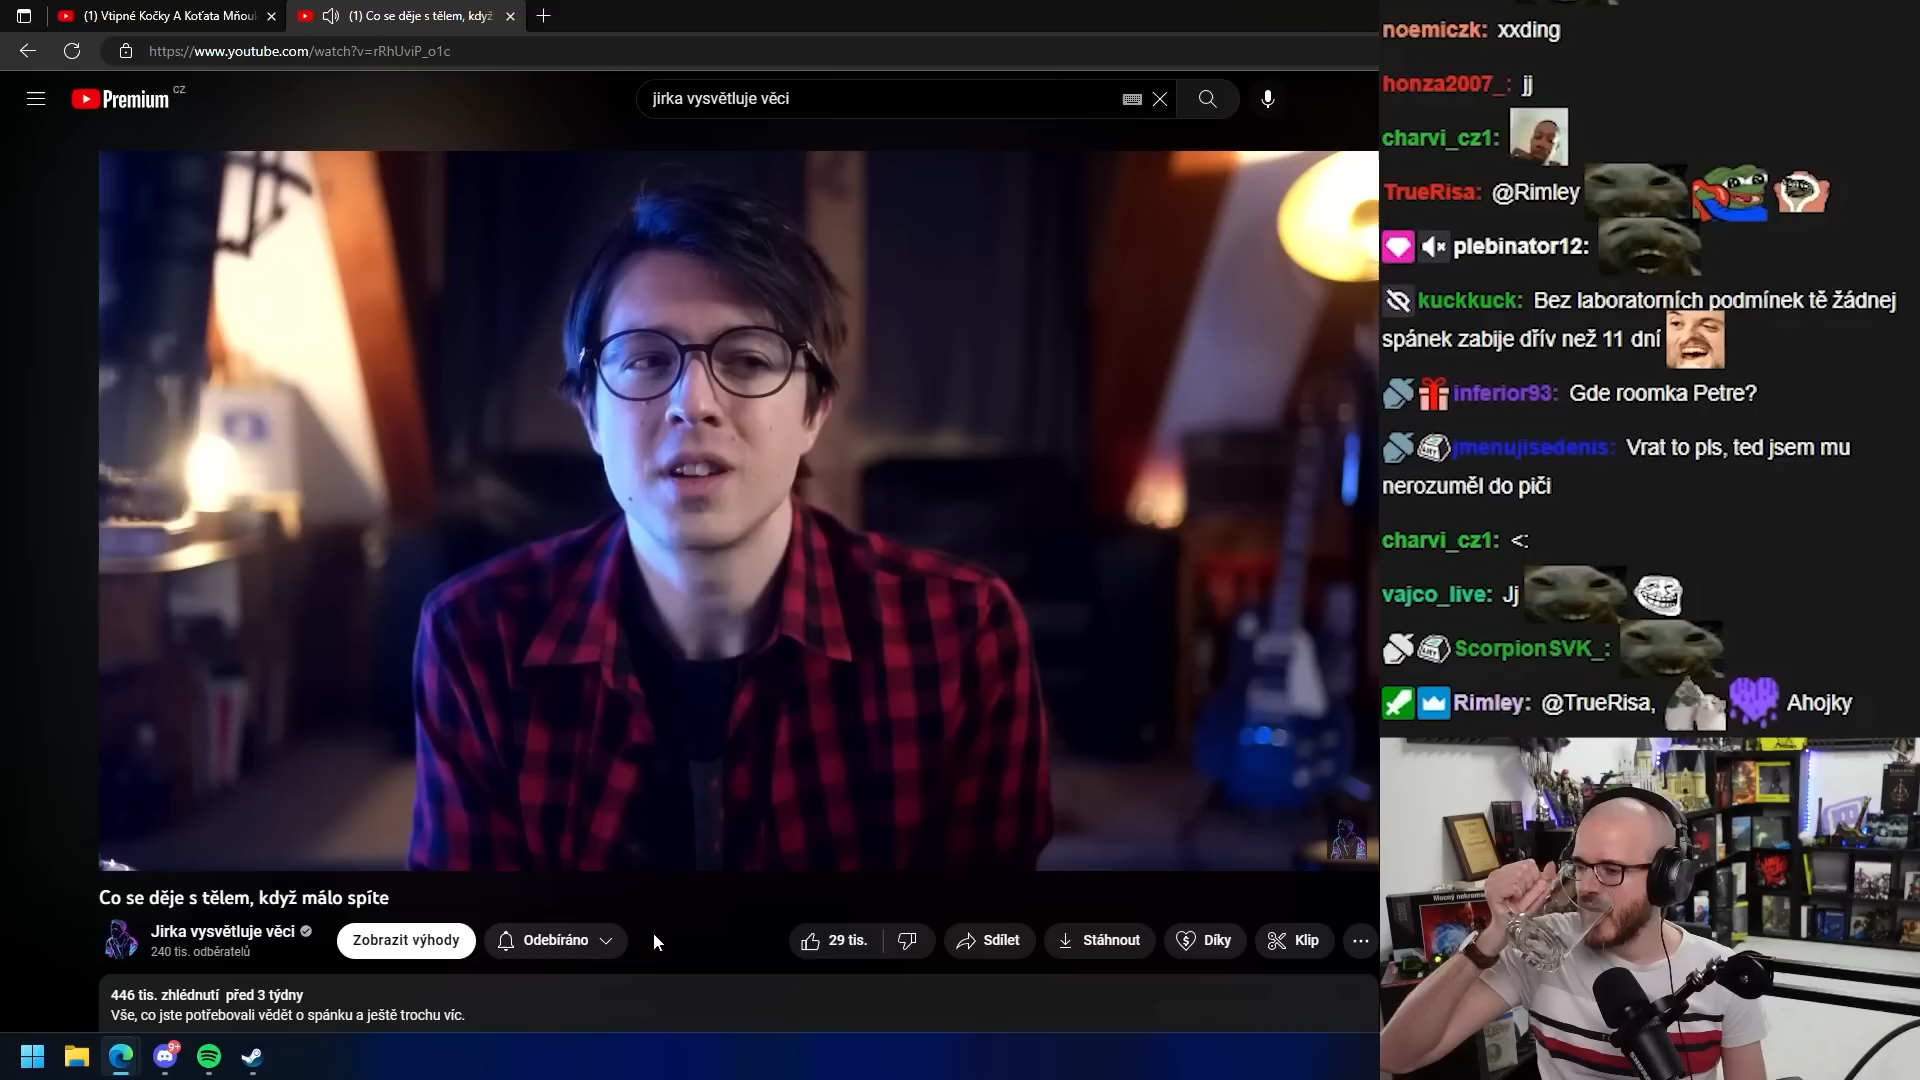 (1) Vtipné Kočky A Koťata Mňouk
(1) Co se děje s tělem, když
https://www.youtube.com/watch?v=rRhUviP_o1c
Premium CZ
jirka vysvětluje věci
Co se děje s tělem, když málo spíte
Jirka vysvětluje věci
240 tis. odběratelů
Zobrazit výhody
Odebíráno
29 tis.
Sdílet
Stáhnout
Díky
Klip
446 tis. zhlédnutí před 3 týdny
Vše, co jste potřebovali vědět o spánku a ještě trochu víc.
9+
noemiczk: xxding
honza2007_: jj
charvi_cz1:
TrueRisa: @Rimley
plebinator12:
kuckkuck: Bez laboratorních podmínek tě žádnej
spánek zabije dřív než 11 dní
inferior93: Gde roomka Petre?
jmenujisedenis: Vrat to pls, ted jsem mu
nerozuměl do piči
charvi_cz1: <:
vajco_live: Jj
ScorpionSVK_:
Rimley: @TrueRisa, Ahojky